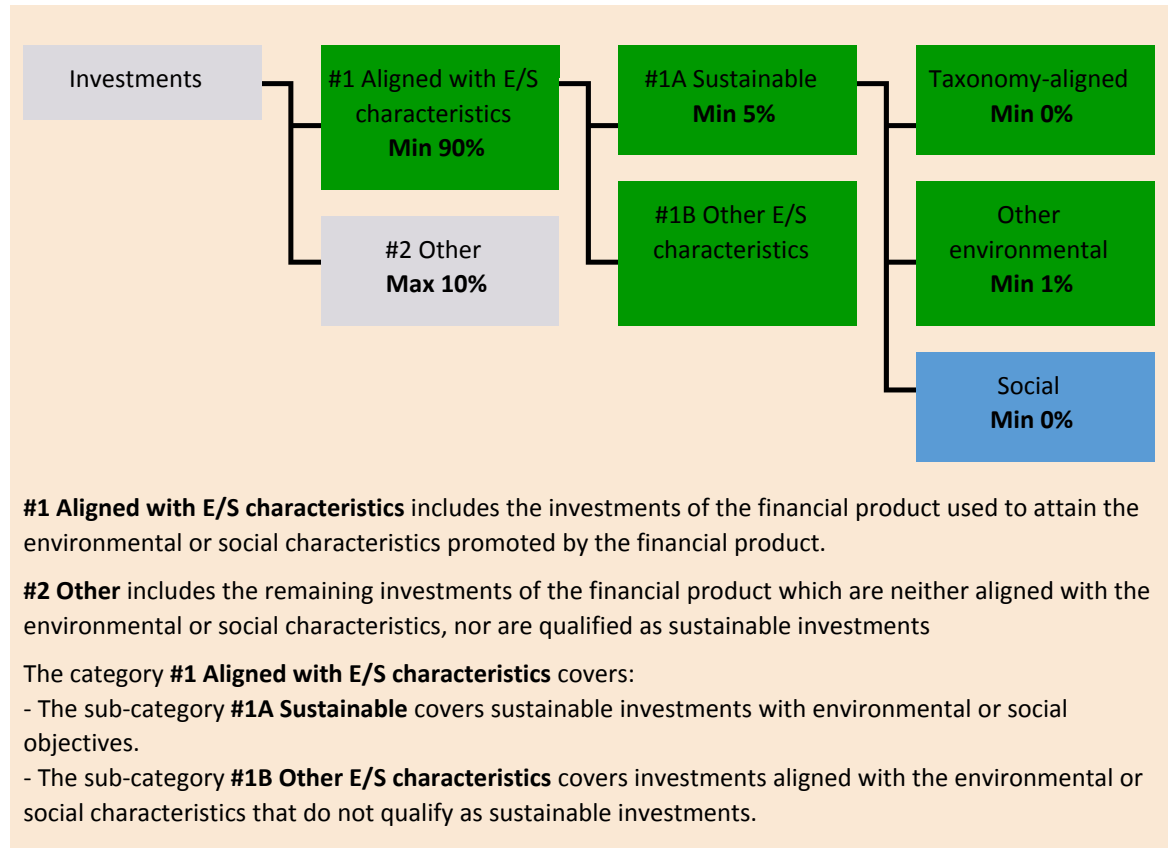 Investments
#1 Aligned with E/S
characteristics
Min 90%
#2 Other
Max 10%
#1A Sustainable
Min 5%
#1B Other E/S
characteristics
Taxonomy-aligned
Min 0%
Other
environmental
Min 1%
Social
Min 0%
#1 Aligned with E/S characteristics includes the investments of the financial product used to attain the
environmental or social characteristics promoted by the financial product.
#2 Other includes the remaining investments of the financial product which are neither aligned with the
environmental or social characteristics, nor are qualified as sustainable investments
The category #1 Aligned with E/S characteristics covers:
- The sub-category #1A Sustainable covers sustainable investments with environmental or social
objectives.
- The sub-category #1B Other E/S characteristics covers investments aligned with the environmental or
social characteristics that do not qualify as sustainable investments.